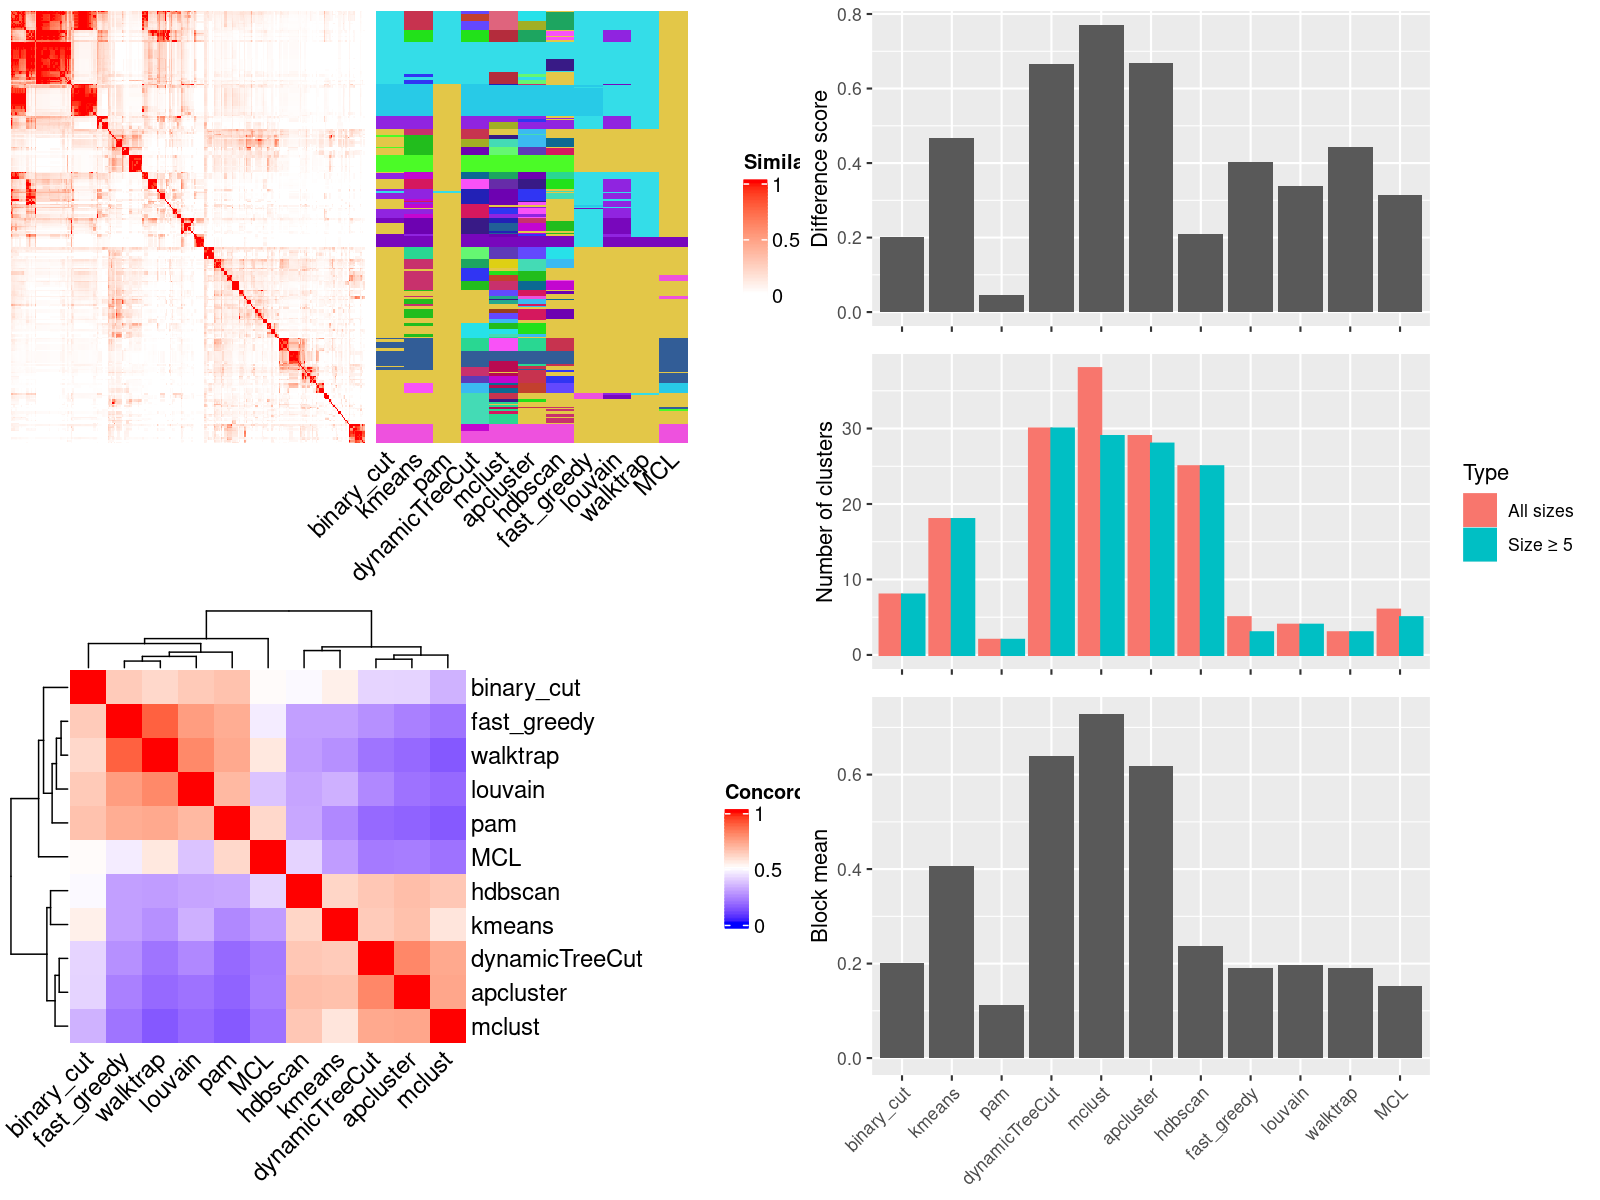 Simila
1
0.5
0
binary_cut
kmeans
pam
dynamicTreeCut
mclust
apcluster
hdbscan
fast_greedy
louvain
walktrap
MCL
binary_cut
fast_greedy
walktrap
louvain
pam
MCL
hdbscan
kmeans
dynamicTreeCut
apcluster
mclust
binary_cut
fast_greedy
walktrap
louvain
pam
MCL
hdbscan
kmeans
dynamicTreeCut
apcluster
mclust
Concord
1
0.5
0
Difference score
0.8
0.6
0.4
0.2
0.0
Number of clusters
30
20
10
0
Type
All sizes
Size ≥ 5
Block mean
0.6
0.4
0.2
0.0
binary_cut
kmeans
pam
dynamicTreeCut
mclust
apcluster
hdbscan
fast_greedy
louvain
walktrap
MCL